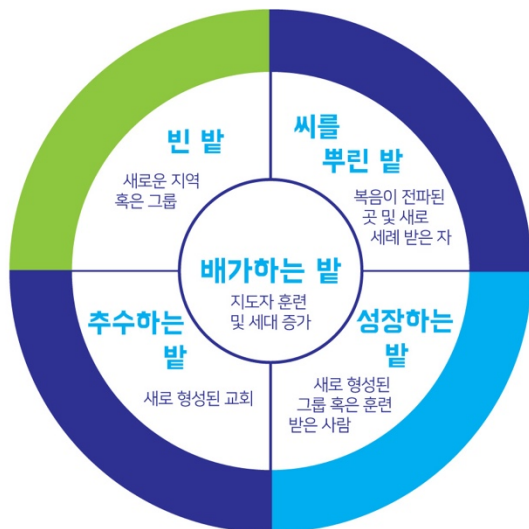 빈 밭
새로운 지역
혹은 그룹
씨를
뿌린 밭
복음이 전파된
곳 및 새로
세례 받은 자
배가하는 밭
지도자 훈련
및 세대 증가
추수하는
밭
새로 형성된 교회
성장하는
밭
새로 형성된
그룹 혹은 훈련
받은 사람